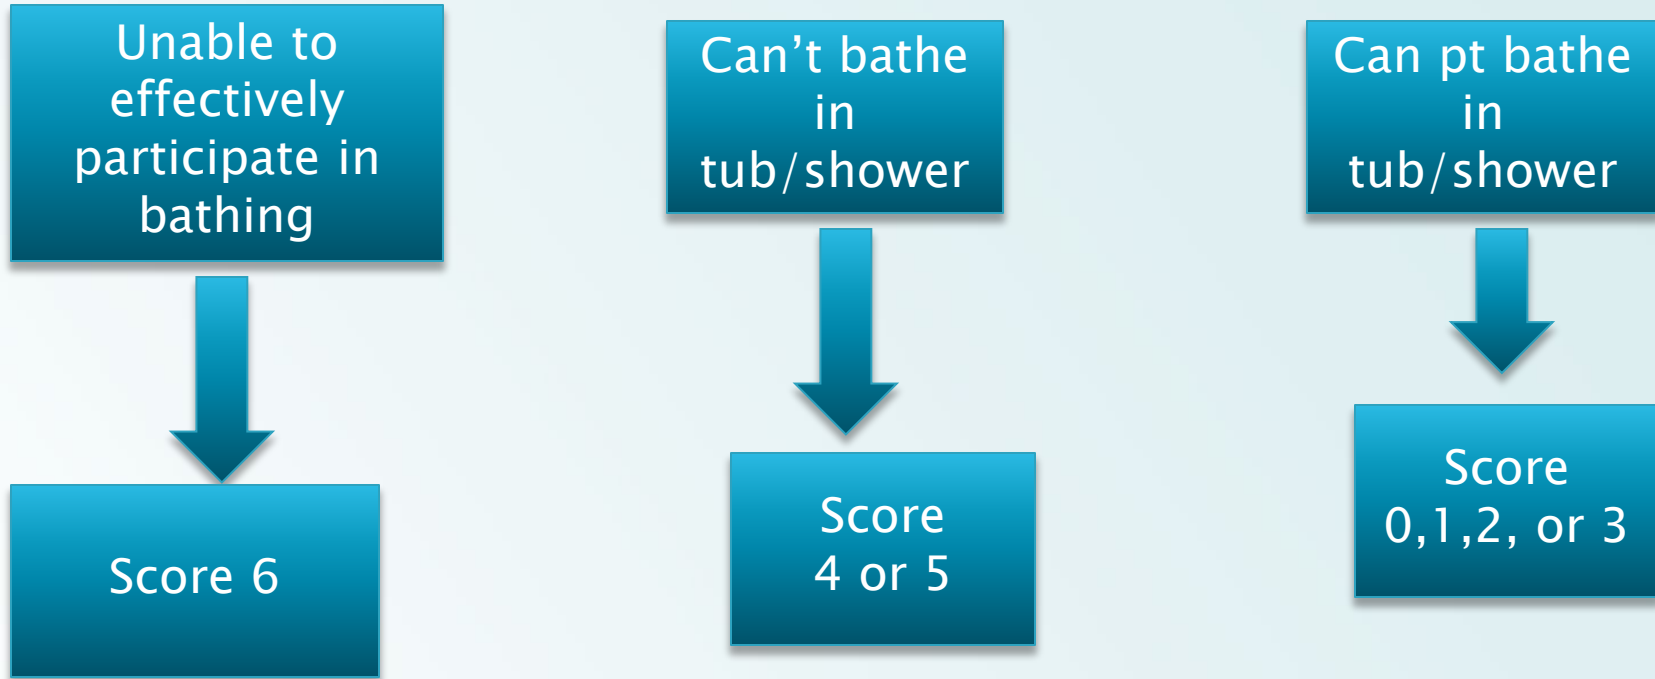 Unable to
effectively
participate in
bathing
Score 6
Can’t bathe
in
tub/shower
Score
4 or 5
Can pt bathe
in
tub/shower
Score
0,1,2, or 3